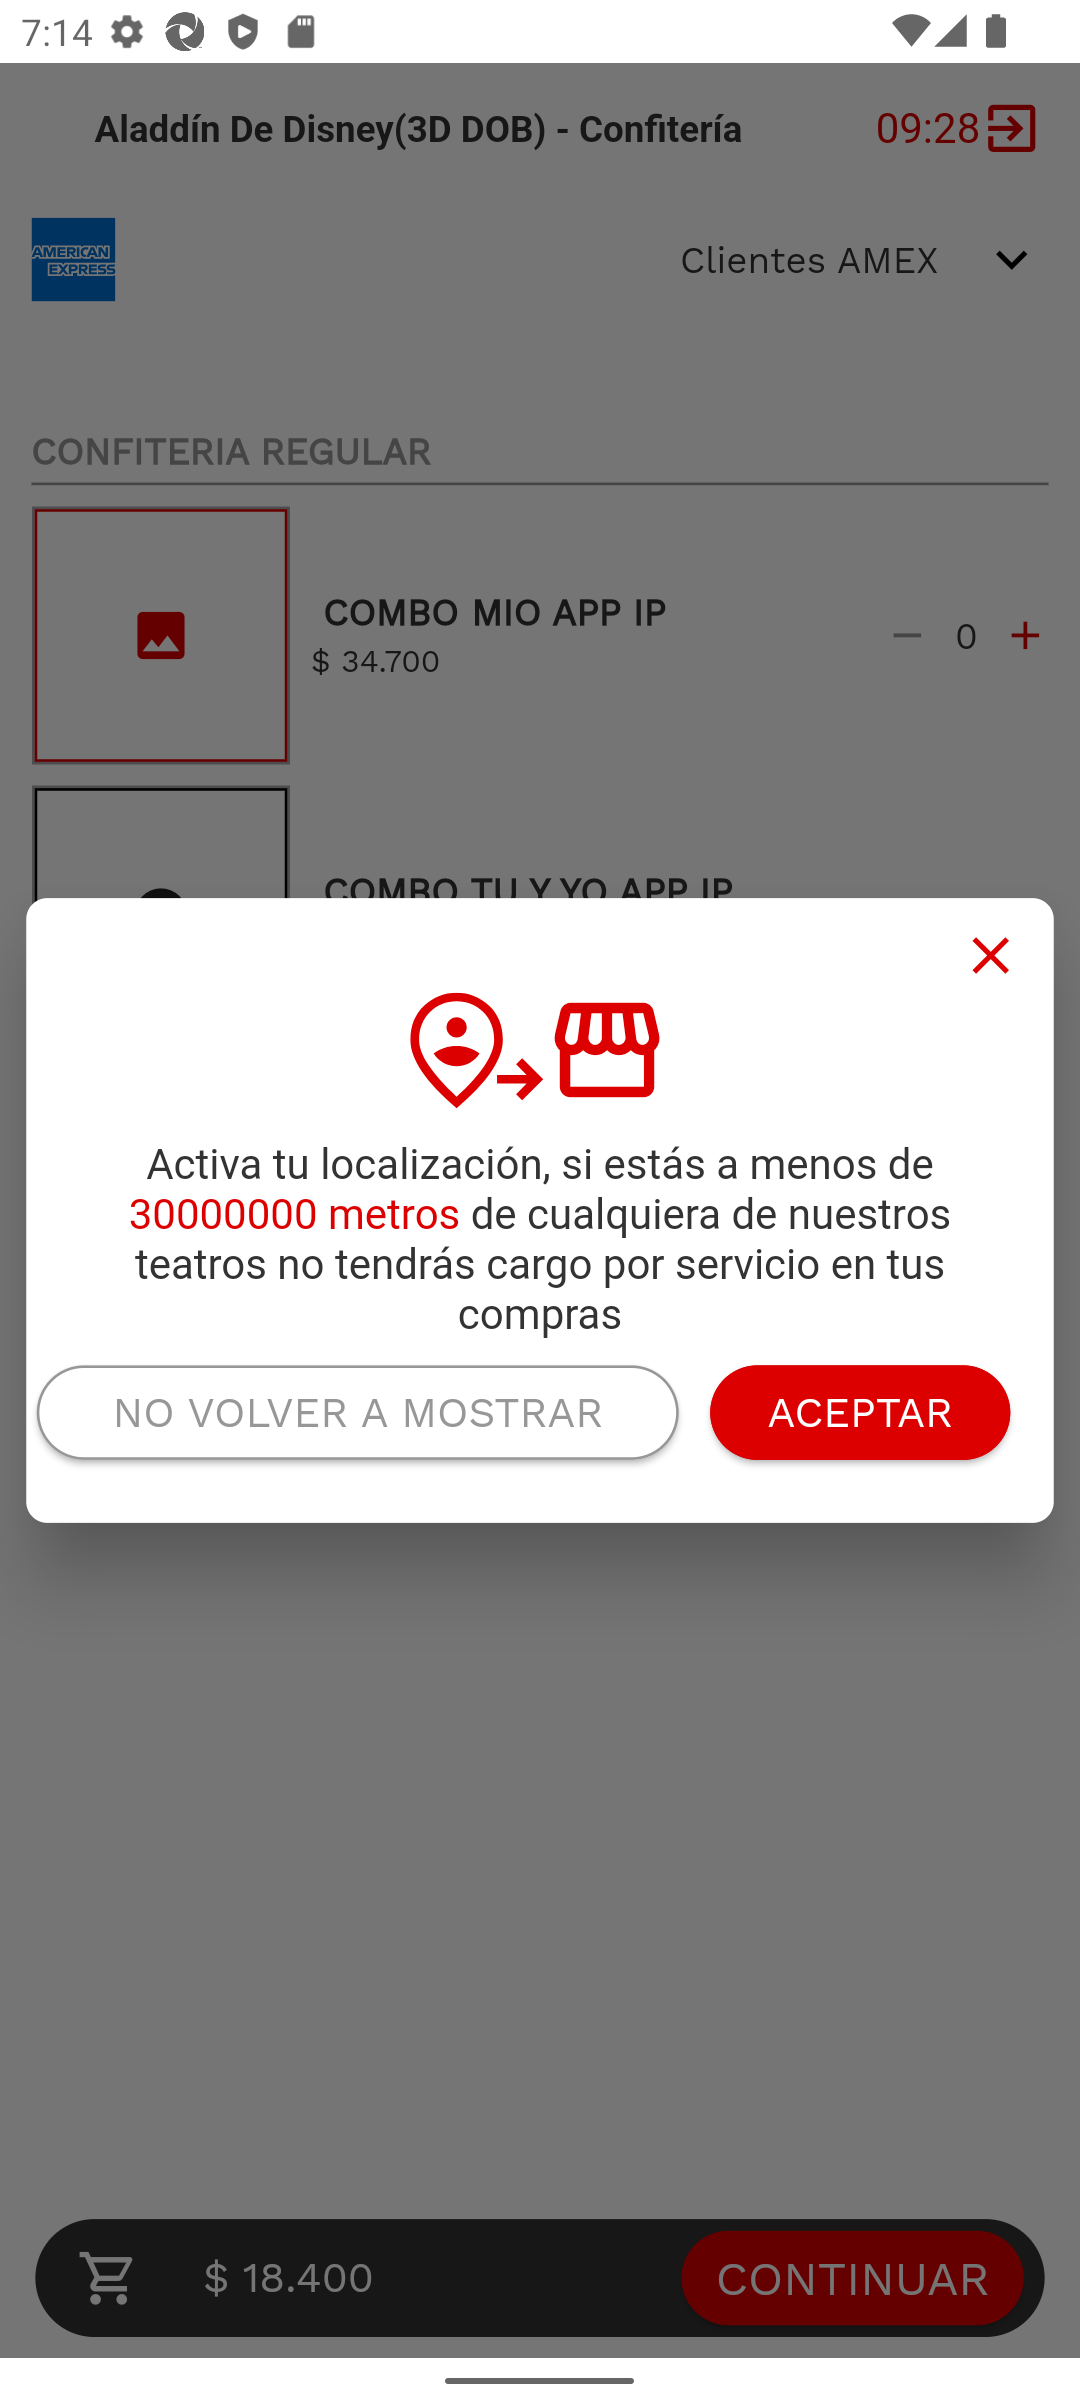 7:14
Aladdín De Disney(3D DOB) - Confitería
09:28
AMERICAN
EXPRESS
Clientes AMEX
CONFITERIA REGULAR
COMBO MIO APP IP
$ 34.700
0
COMBO TU Y YO APP IP
Activa tu localización, si estás a menos de
30000000 metros de cualquiera de nuestros
teatros no tendrás cargo por servicio en tus
compras
NO VOLVER A MOSTRAR
ACEPTAR
$ 18.400
CONTINUAR